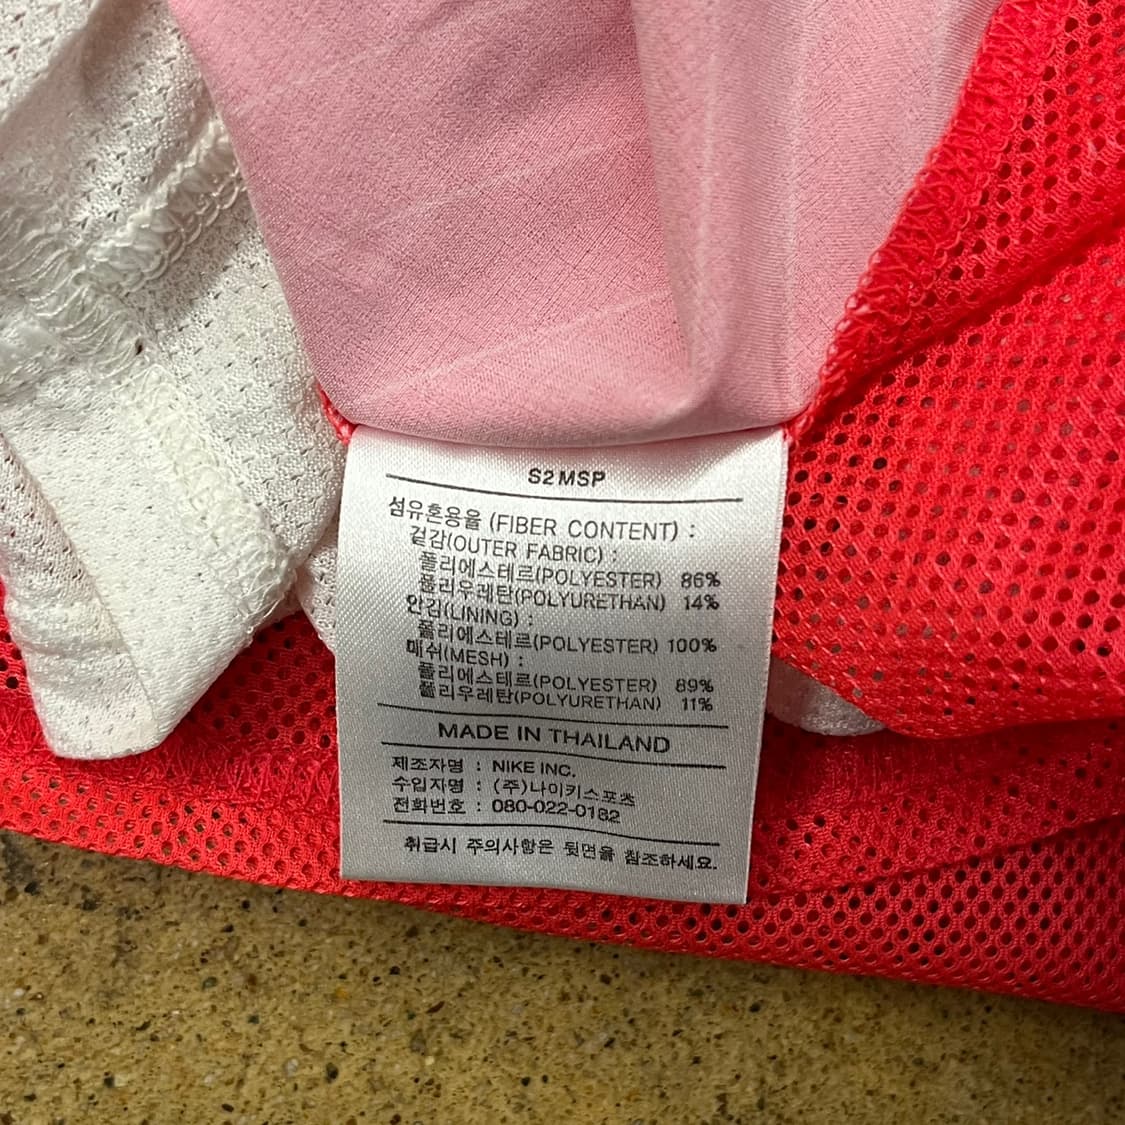 S2MSP
섬유혼용율 (FIBER CONTENT) :
겉감(OUTER FABRIC) :
폴리에스테르(POLYESTER) 86%
폴리우레탄(POLYURETHAN) 14%
안감(LINING) :
폴리에스테르(POLYESTER) 100%
매쉬(MESH) :
폴리에스테르(POLYESTER) 89%
폴리우레탄(POLYURETHAN) 11%
MADE IN THAILAND
제조자명 : NIKE INC.
수입자명 : (주)나이키스포츠
전화번호 : 080-022-0182
취급시 주의사항은 뒷면을 참조하세요.